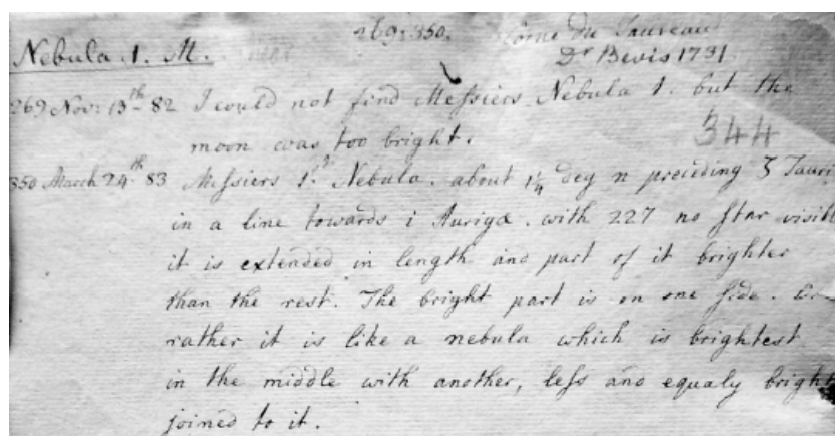 269. 350. Corne du Taureau
Nebula 1. M. Dr Bevis 1731
269 Nov: 13th 82 I could not find Messiers Nebula 1. but the
moon was too bright. 344
350 March 24th 83 Messiers 1st Nebula. about 1¼ deg n preceding ζ Tauri
in a line towards i Aurigæ. with 227 no star visibl
it is extended in length and part of it brighter
than the rest. The bright part is on one side. Or
rather it is like a nebula which is brightest
in the middle with another, less and equaly bright
joined to it.